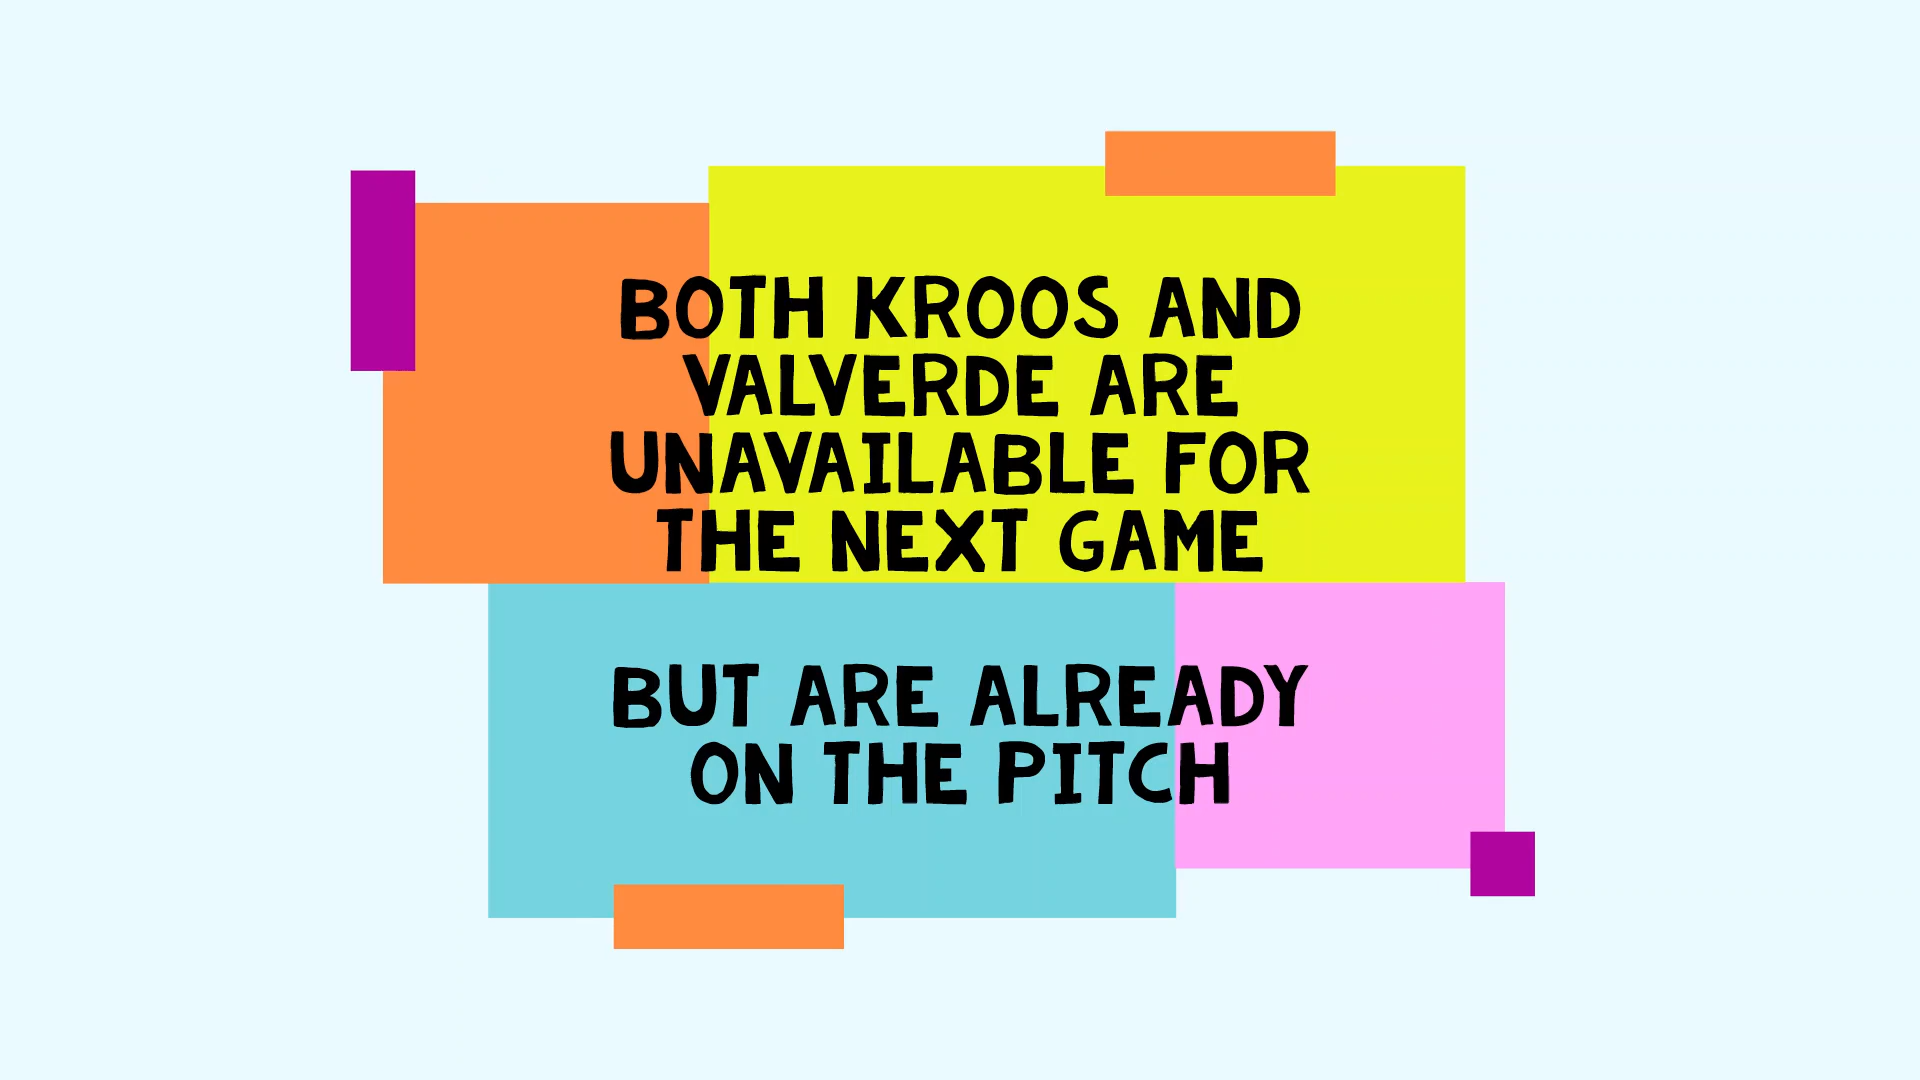 BOTH KROOS AND
VALVERDE ARE
UNAVAILABLE FOR
THE NEXT GAME
BUT ARE ALREADY
ON THE PITCH